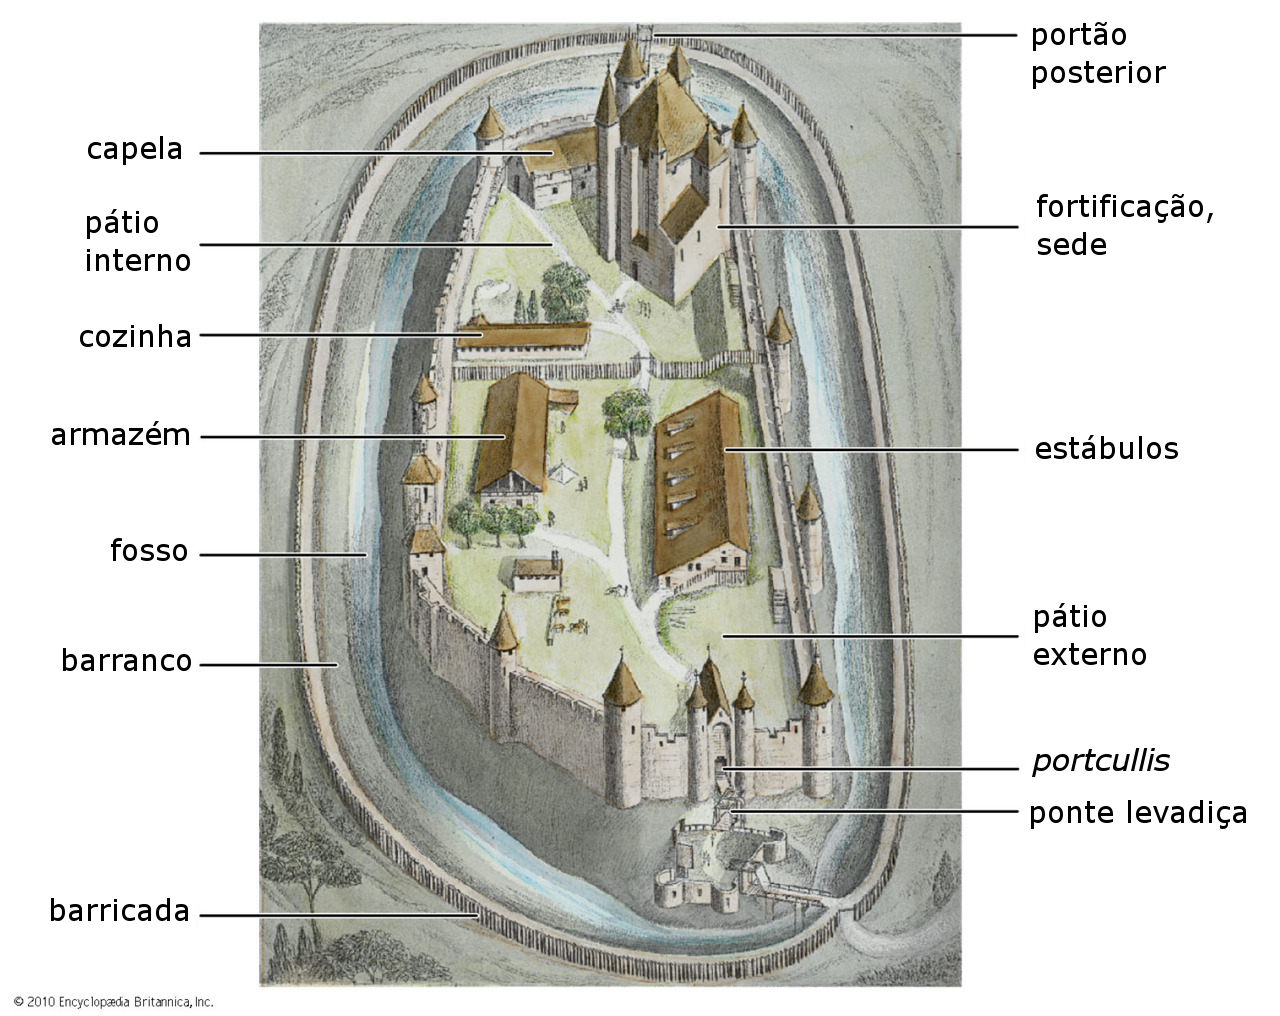 portão
posterior
capela
fortificação,
sede
pátio
interno
cozinha
armazém
estábulos
fosso
pátio
externo
barranco
portcullis
ponte levadiça
barricada
© 2010 Encyclopædia Britannica, Inc.